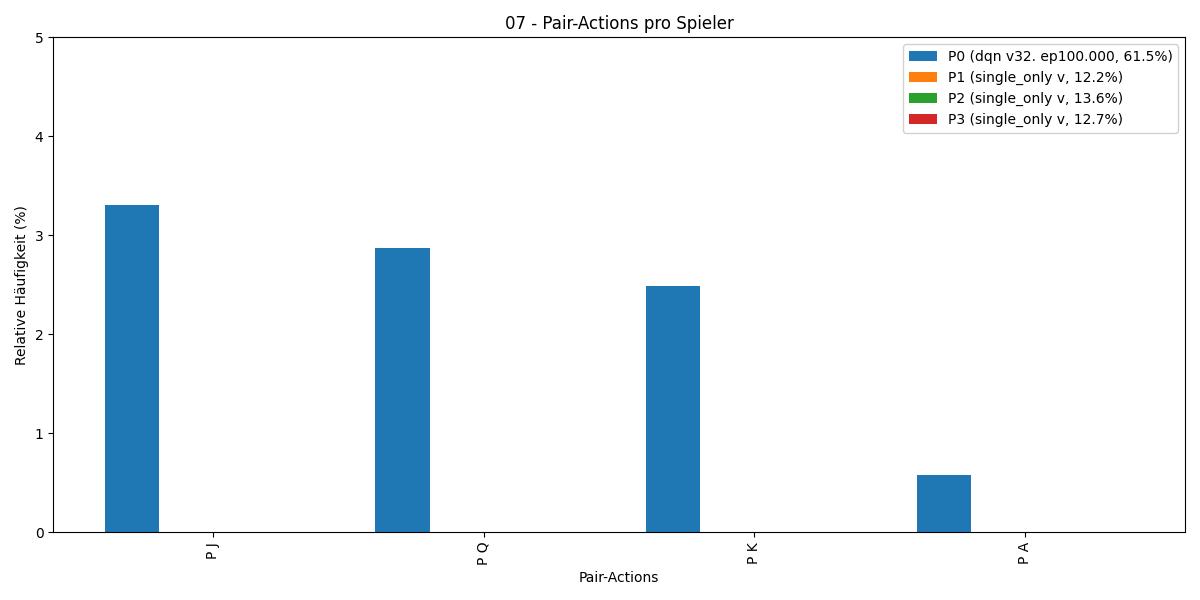 07 - Pair-Actions pro Spieler
P0 (dqn v32. ep100.000, 61.5%)
P1 (single_only v, 12.2%)
P2 (single_only v, 13.6%)
P3 (single_only v, 12.7%)
Relative Häufigkeit (%)
5
4
3
2
1
0
P J
P Q
P K
P A
Pair-Actions